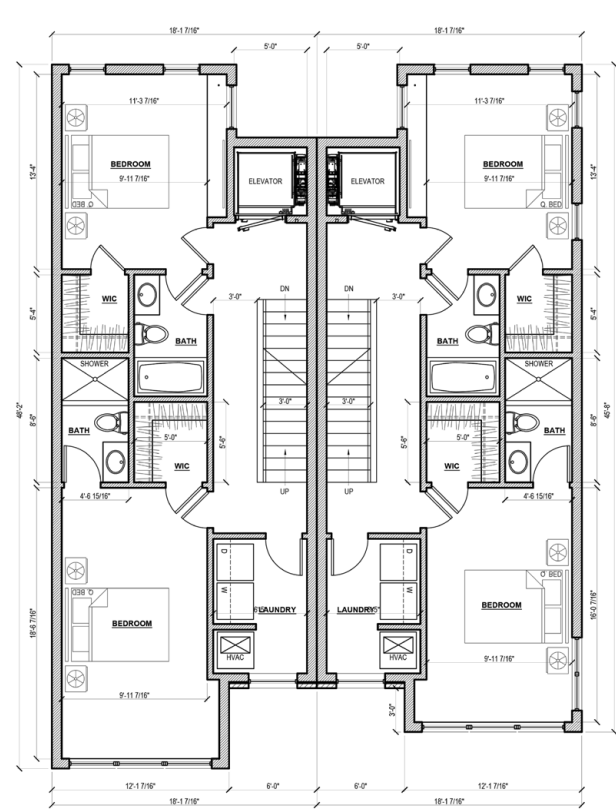 18'-1 7/16"
18'-1 7/16"
5'-0"
5'-0"
11'-3 7/16"
11'-3 7/16"
BEDROOM
BEDROOM
13'-4"
13'-4"
9'-11 7/16"
ELEVATOR
ELEVATOR
9'-11 7/16"
Q. BED
Q. BED
DN
DN
WIC
WIC
3'-0"
3'-0"
5'-4"
5'-4"
BATH
BATH
SHOWER
SHOWER
3'-0"
3'-0"
48'-2"
45'-8"
8'-6"
8'-6"
BATH
5'-0"
5'-6"
5'-6"
5'-0"
BATH
WIC
WIC
UP
UP
4'-6 15/16"
4'-6 15/16"
D
D
Q. BED
Q. BED
W
W
LAUNDRY
LAUNDRY
BEDROOM
BEDROOM
18'-6 7/16"
16'-0 7/16"
HVAC
HVAC
9'-11 7/16"
9'-11 7/16"
3'-0"
12'-1 7/16"
6'-0"
6'-0"
12'-1 7/16"
18'-1 7/16"
18'-1 7/16"